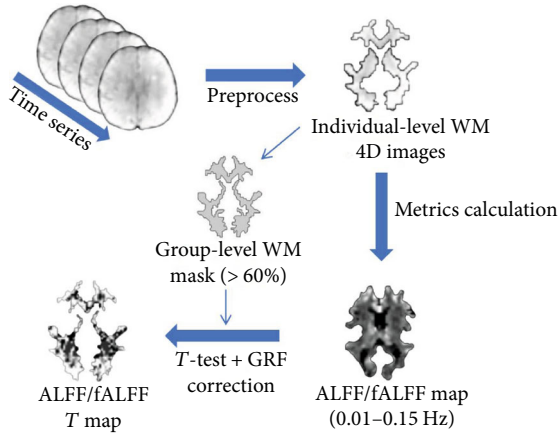 Time series
Preprocess
Individual-level WM
4D images
Metrics calculation
Group-level WM
mask (> 60%)
T-test + GRF
correction
ALFF/fALFF
T map
ALFF/fALFF map
(0.01–0.15 Hz)